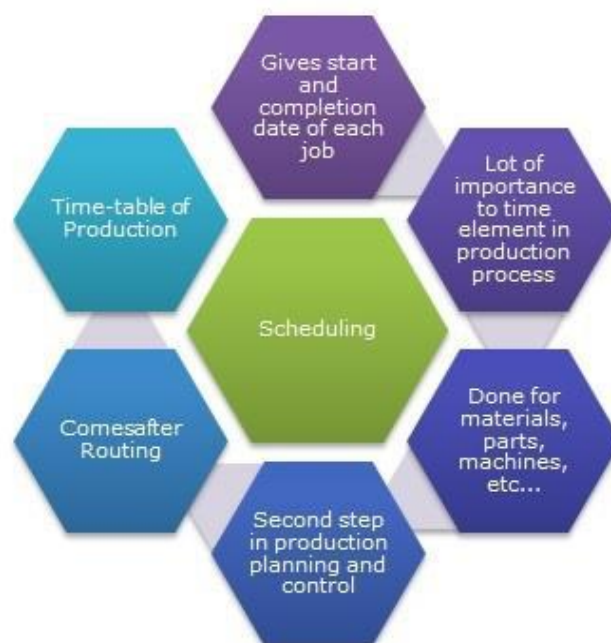 Gives start
and
completion
date of each
job
Lot of
importance
to time
element in
production
process
Done for
materials,
parts,
machines,
etc...
Second step
in production
planning and
control
Comesafter
Routing
Time-table of
Production
Scheduling